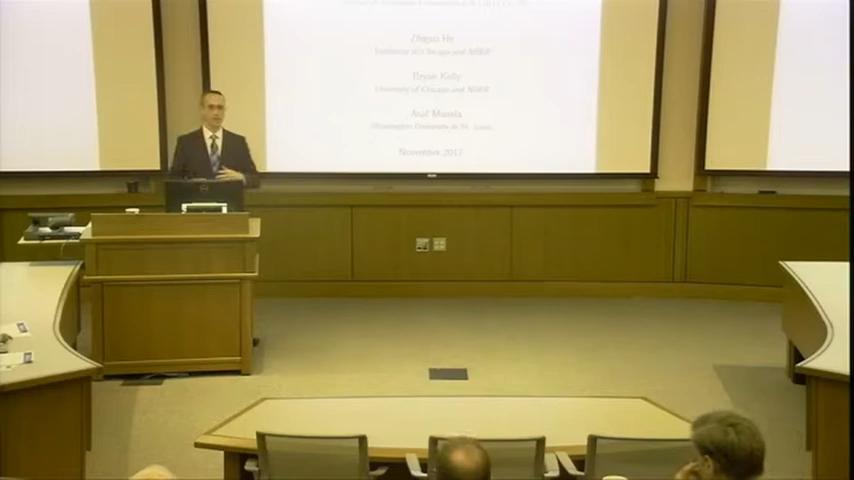 Zhiguo He
University of Chicago and NBER
Bryan Kelly
University of Chicago and NBER
Asaf Manela
Washington University in St. Louis
November 2017